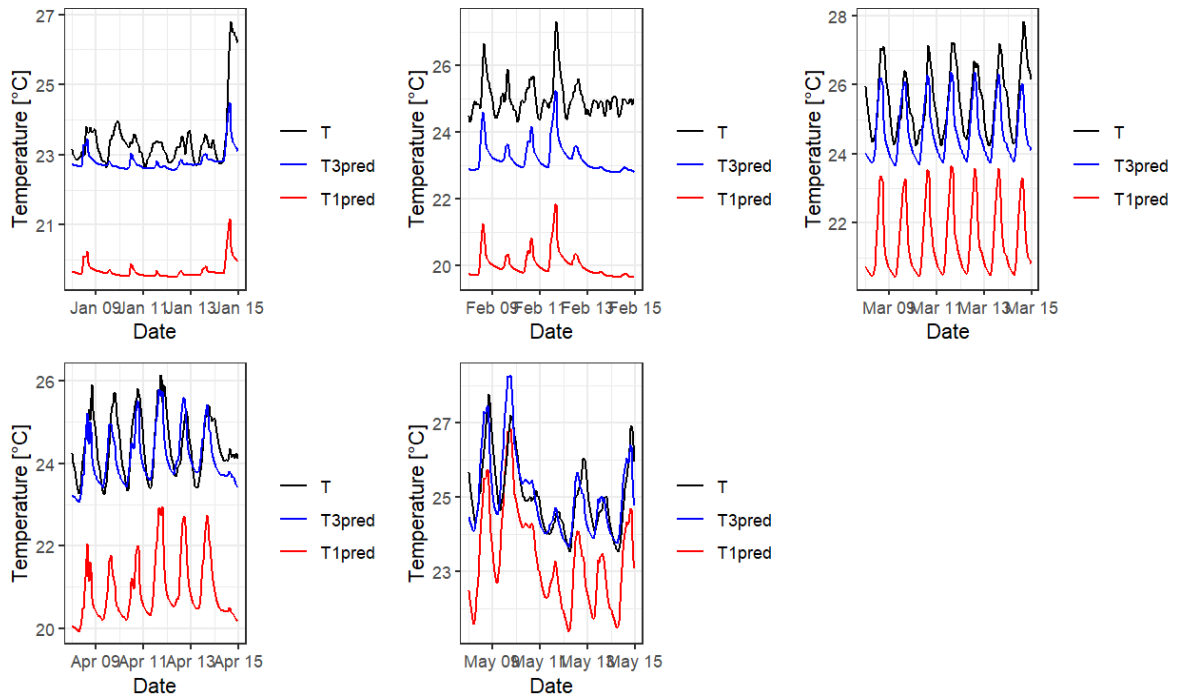 Temperature [°C]
27
25
23
21
Jan 09
Jan 11
Jan 13
Jan 15
Date
T
T3pred
T1pred
Temperature [°C]
26
24
22
20
Feb 09
Feb 11
Feb 13
Feb 15
Date
T
T3pred
T1pred
Temperature [°C]
28
26
24
22
Mar 09
Mar 11
Mar 13
Mar 15
Date
T
T3pred
T1pred
Temperature [°C]
26
24
22
20
Apr 09
Apr 11
Apr 13
Apr 15
Date
T
T3pred
T1pred
Temperature [°C]
27
25
23
May 09
May 11
May 13
May 15
Date
T
T3pred
T1pred